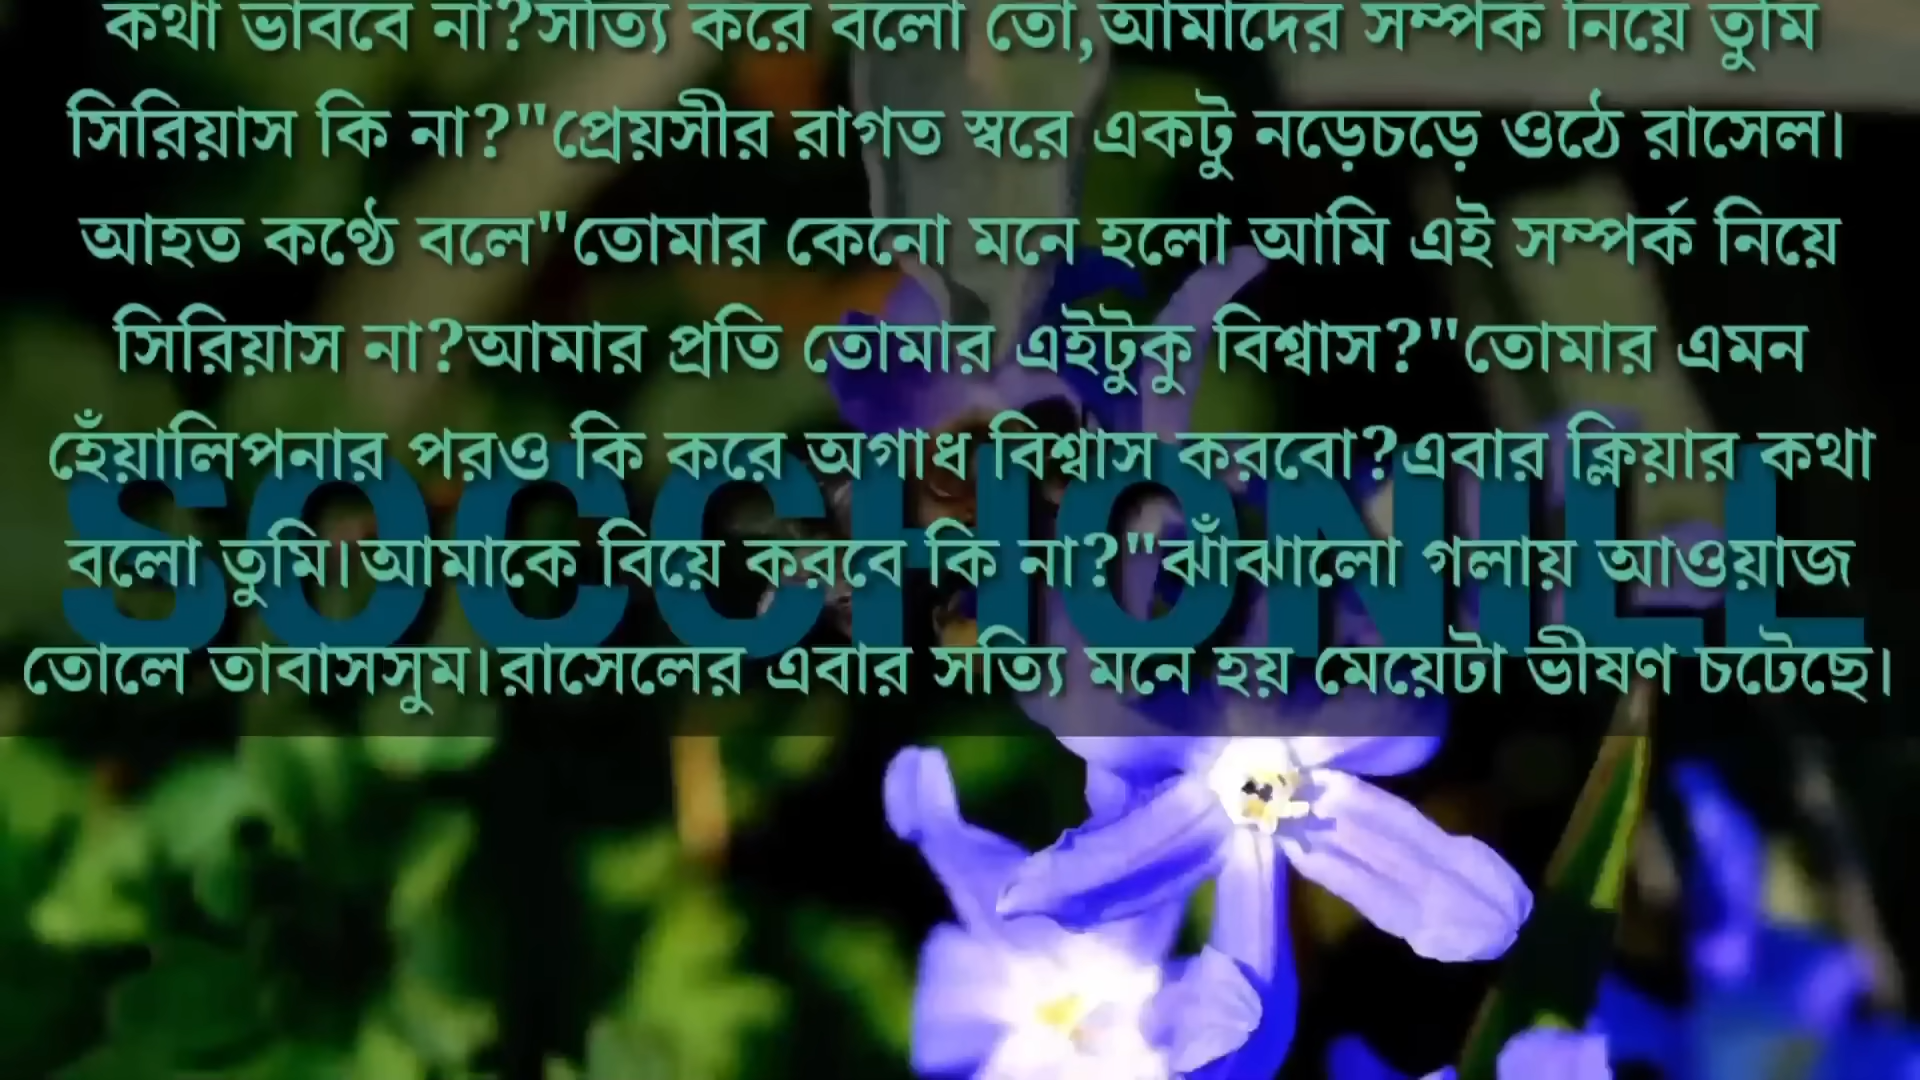 কথা ভাববে না?সত্যি করে বলো তো,আমাদের সম্পর্ক নিয়ে তুমি
সিরিয়াস কি না?"প্রেয়সীর রাগত স্বরে একটু নড়েচড়ে ওঠে রাসেল।
আহত কণ্ঠে বলে"তোমার কেনো মনে হলো আমি এই সম্পর্ক নিয়ে
সিরিয়াস না?আমার প্রতি তোমার এইটুকু বিশ্বাস?"তোমার এমন
হেঁয়ালিপনার পরও কি করে অগাধ বিশ্বাস করবো?এবার ক্লিয়ার কথা
SOCCHONILL
বলো তুমি।আমাকে বিয়ে করবে কি না?"ঝাঁঝালো গলায় আওয়াজ
তোলে তাবাসসুম।রাসেলের এবার সত্যি মনে হয় মেয়েটা ভীষণ চটেছে।